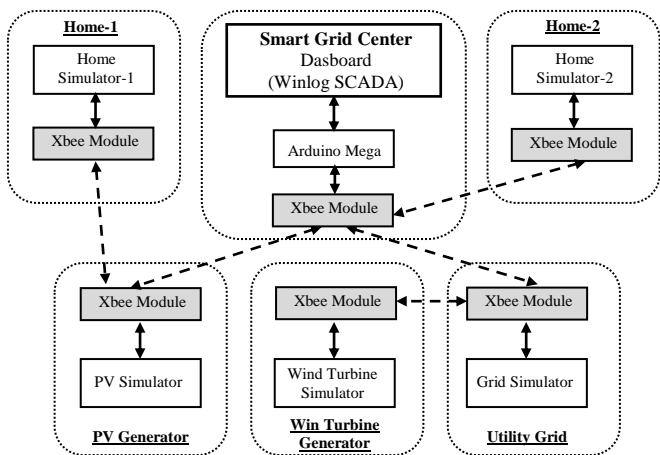 Home-1
Home
Simulator-1
Xbee Module
Smart Grid Center
Dasboard
(Winlog SCADA)
Arduino Mega
Xbee Module
Home-2
Home
Simulator-2
Xbee Module
Xbee Module
PV Simulator
PV Generator
Xbee Module
Wind Turbine
Simulator
Win Turbine
Generator
Xbee Module
Grid Simulator
Utility Grid